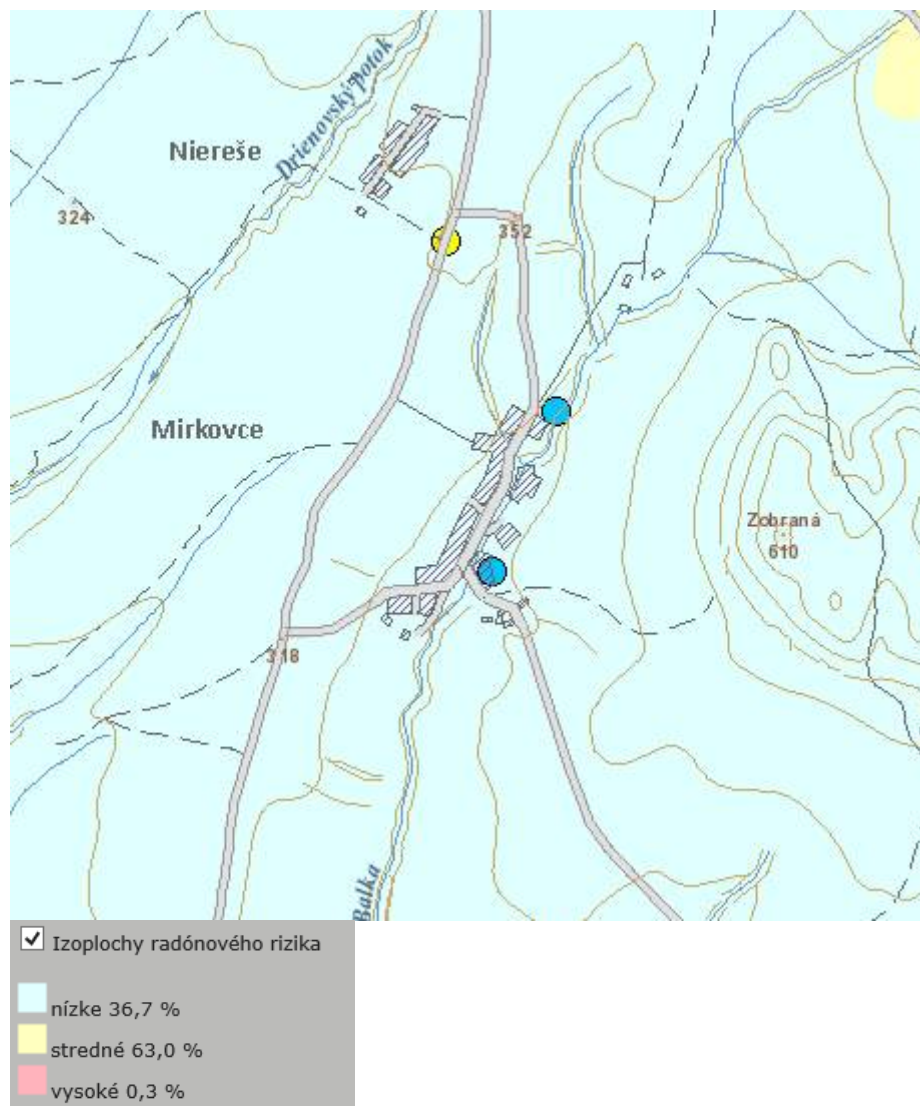 Drienovský potok
Niereše
324
352
Mirkovce
Zobraná
610
318
Balka
Izoplochy radónového rizika
nízke 36,7 %
stredné 63,0 %
vysoké 0,3 %